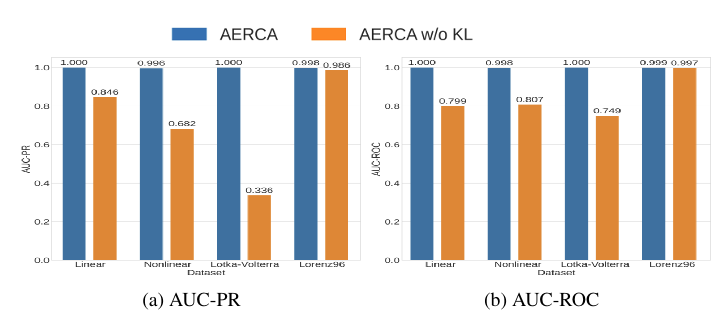 AERCA AERCA w/o KL
1.000 0.846 0.996 0.682 1.000 0.336 0.998 0.986
1.0
0.8
0.6
0.4
0.2
0.0
AUC-PR
Linear Nonlinear Lotka-Volterra Lorenz96
Dataset
(a) AUC-PR
1.000 0.799 0.998 0.807 1.000 0.749 0.999 0.997
1.0
0.8
0.6
0.4
0.2
0.0
AUC-ROC
Linear Nonlinear Lotka-Volterra Lorenz96
Dataset
(b) AUC-ROC